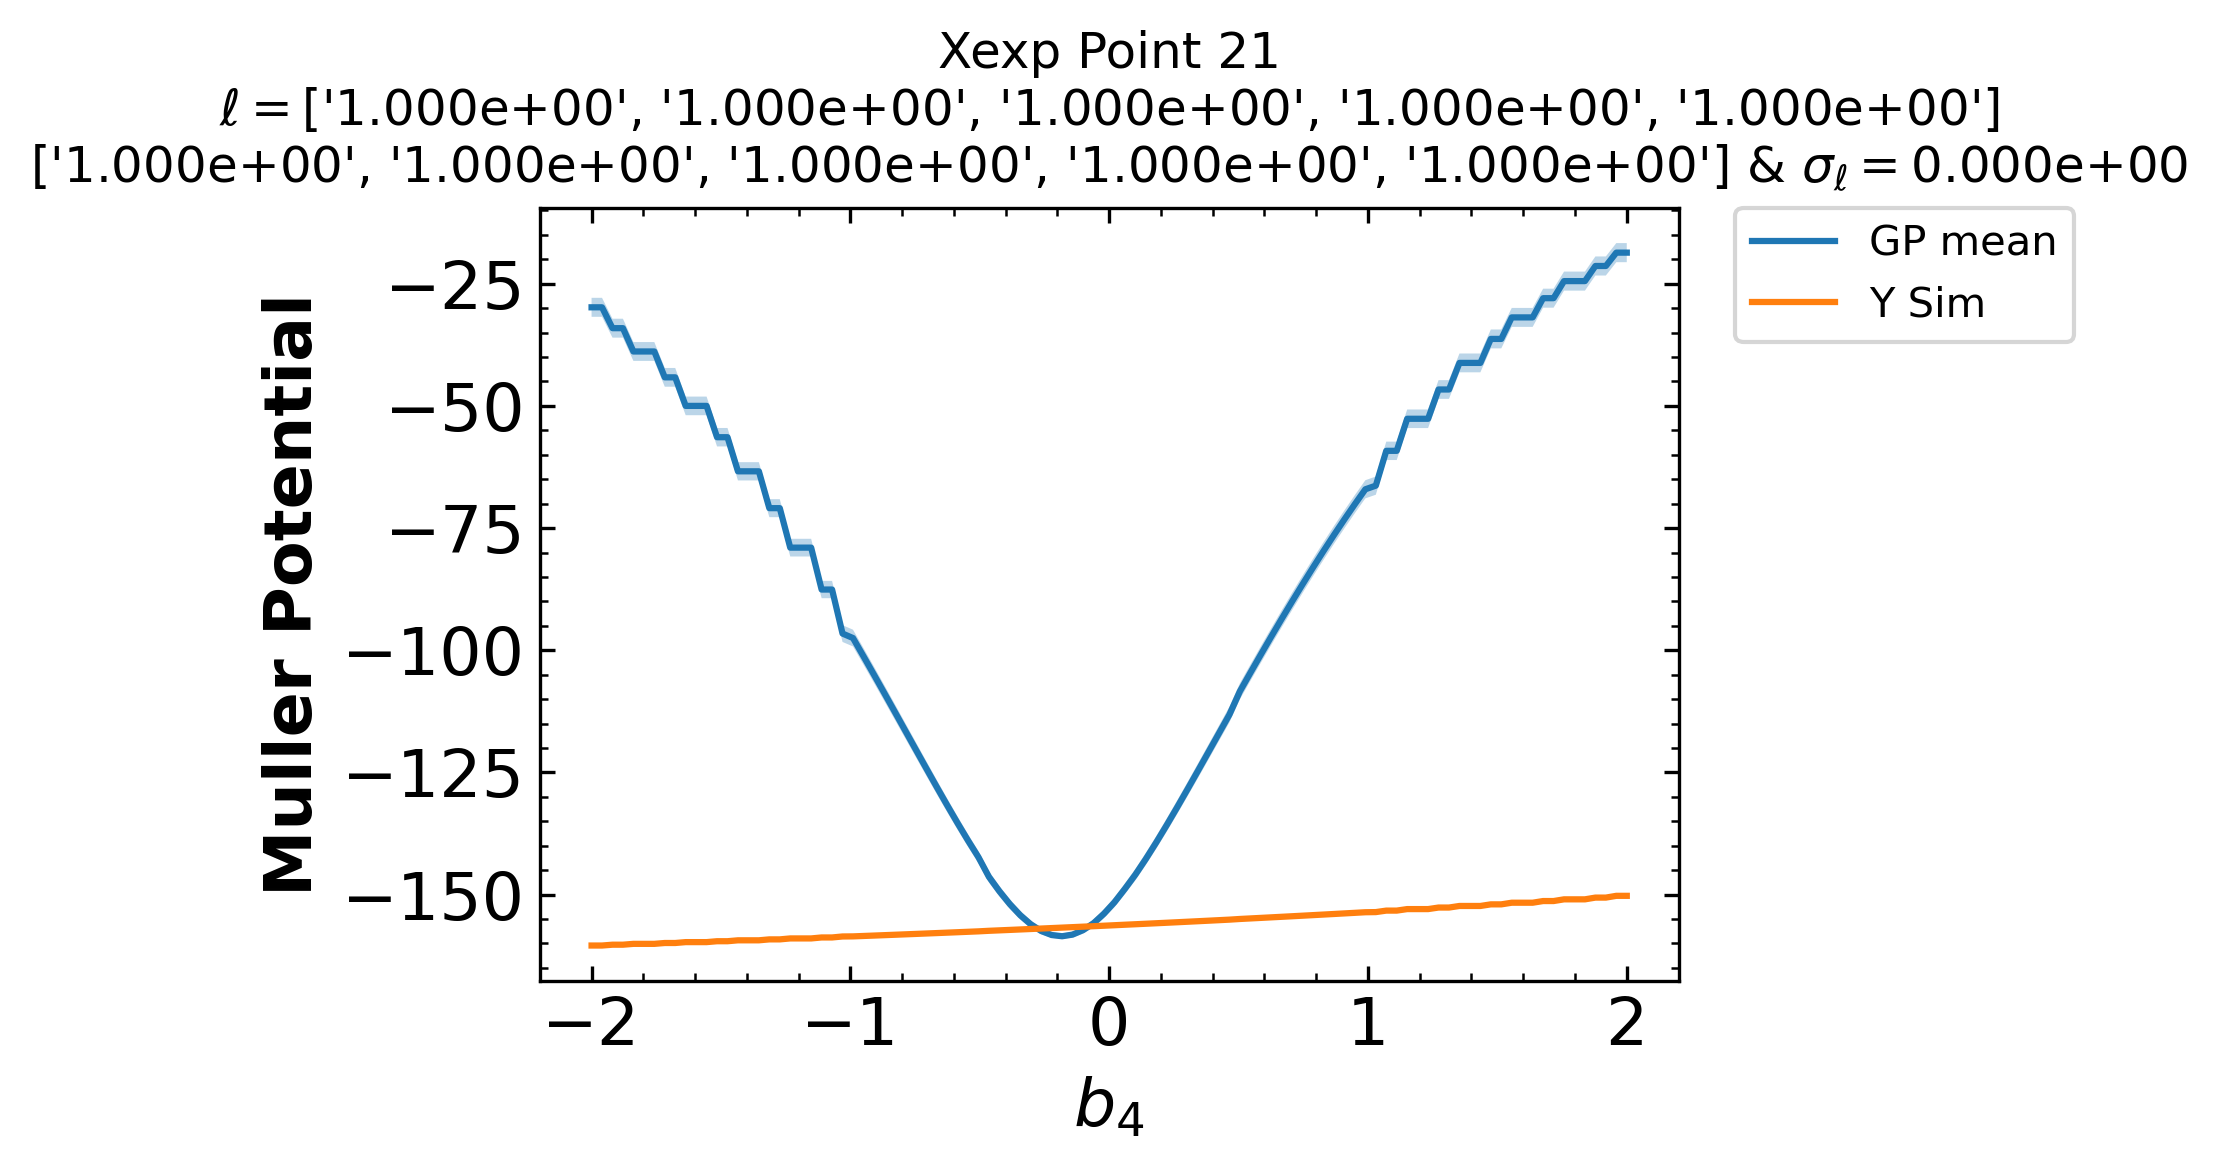 Xexp Point 21
ℓ = ['1.000e+00', '1.000e+00', '1.000e+00', '1.000e+00', '1.000e+00']
['1.000e+00', '1.000e+00', '1.000e+00', '1.000e+00', '1.000e+00'] & σℓ = 0.000e+00
GP mean
Y Sim
Muller Potential
−25
−50
−75
−100
−125
−150
−2 −1 0 1 2
b4